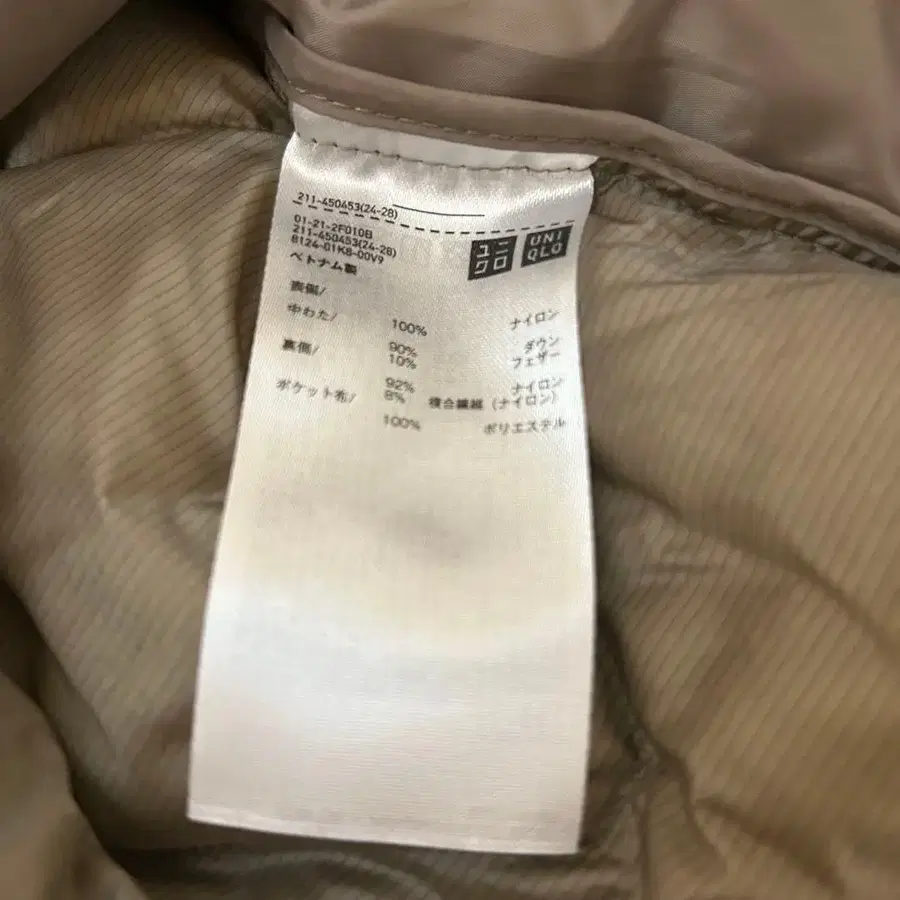 211-450453(24-28)
01-21-2F010B
211-450453(24-28)
8124-01K8-00V9
ベトナム製
ユニ
クロ
UNI
QLO
表側/
100% ナイロン
中わた/
90% ダウン
10% フェザー
裏側/
92% ナイロン
8% 複合繊維（ナイロン）
ポケット布/
100% ポリエステル